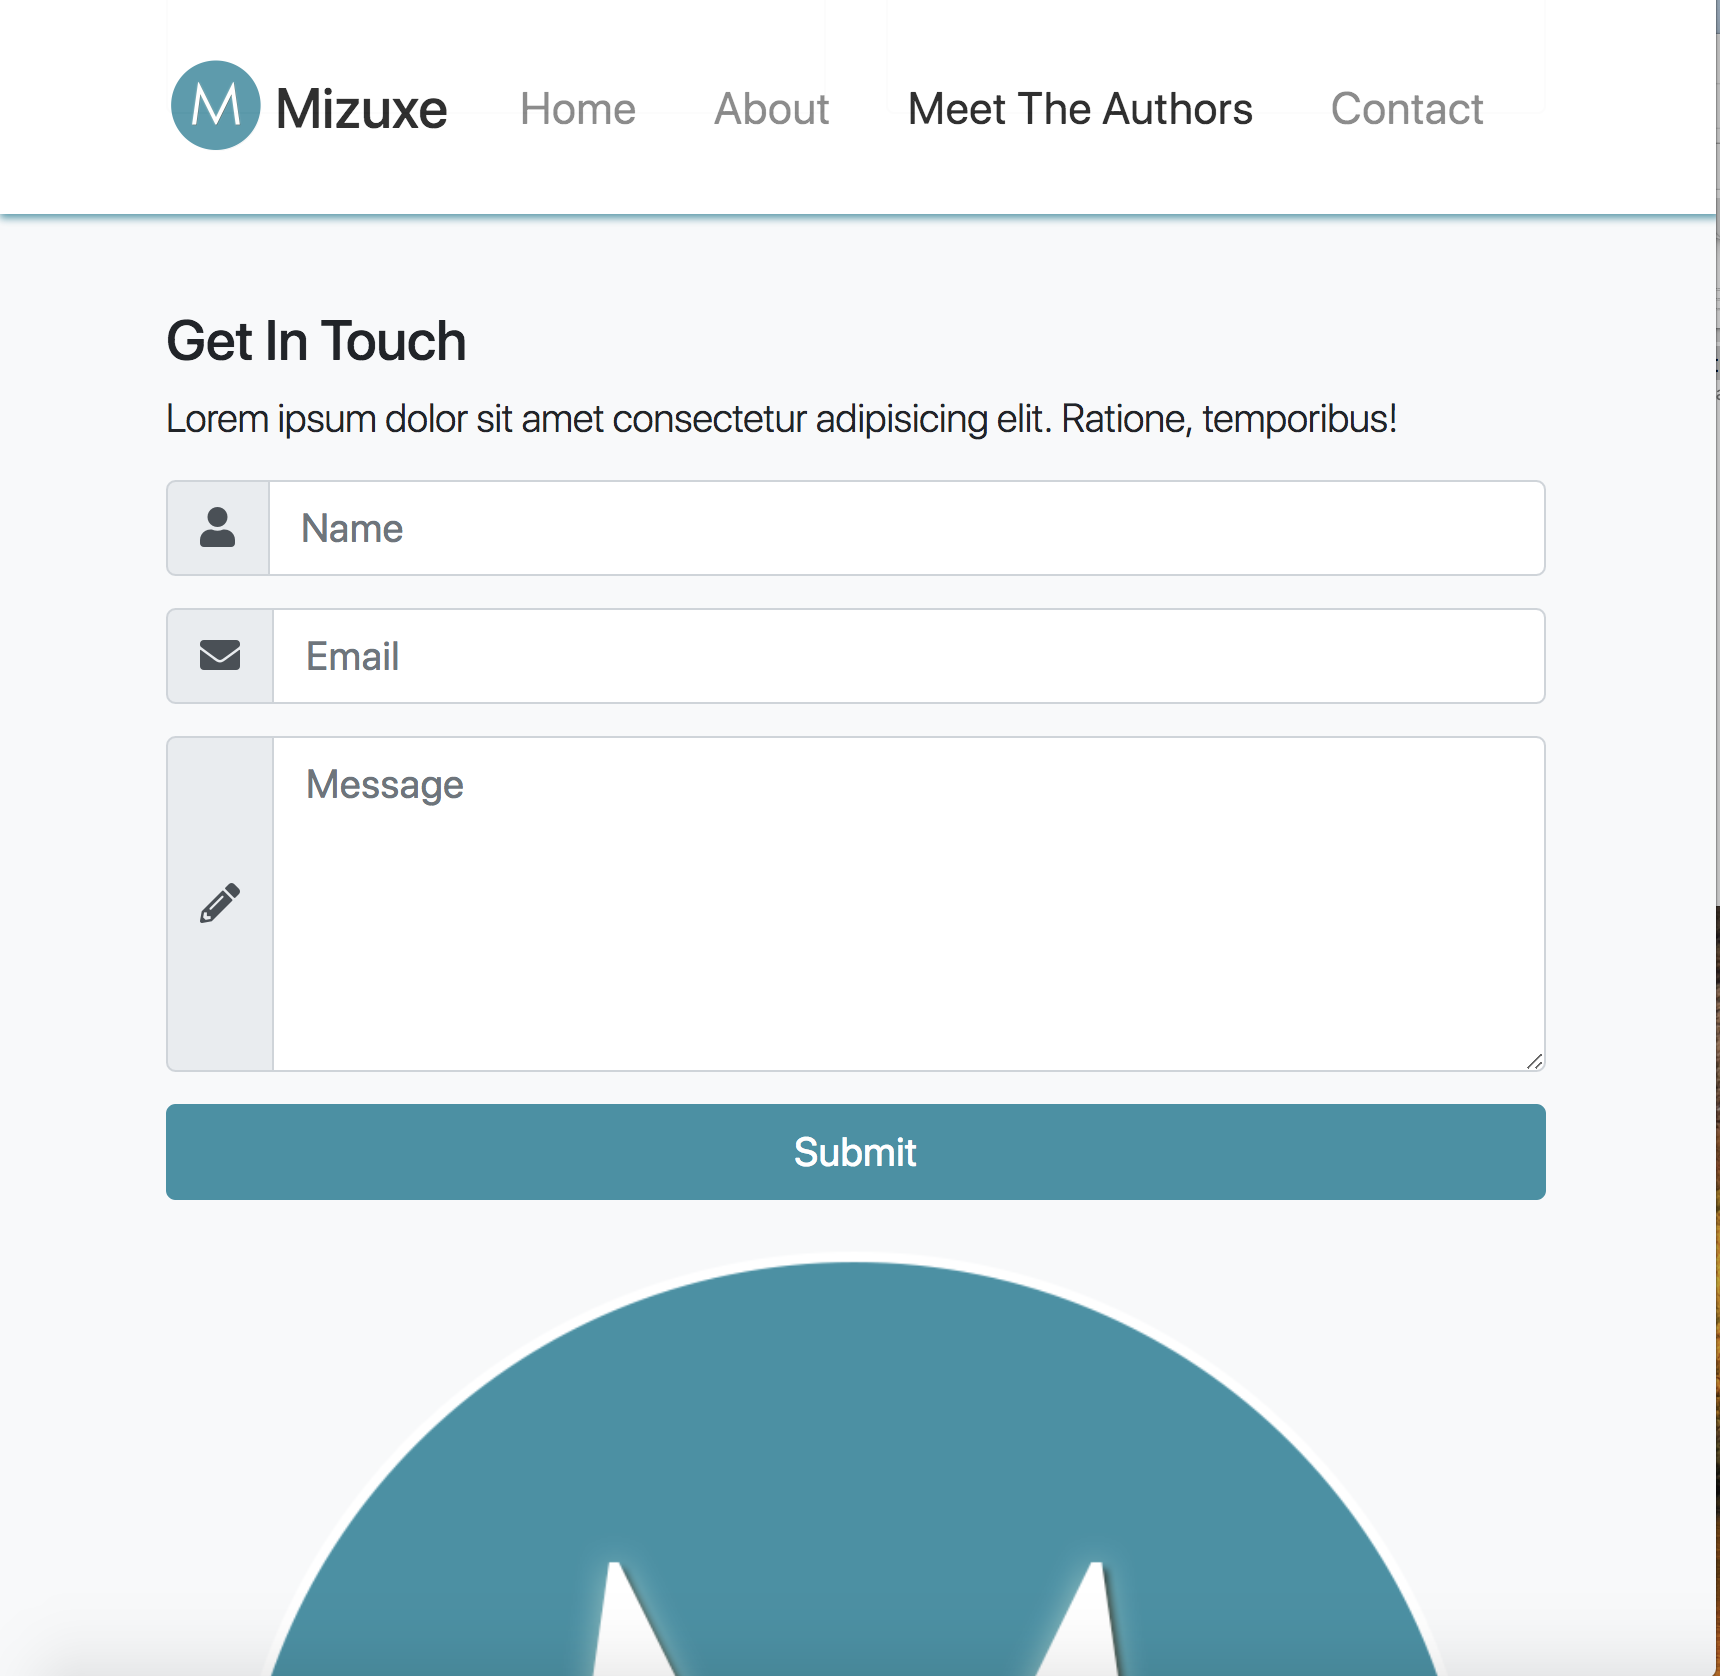 M Mizuxe Home About Meet The Authors Contact
Get In Touch
Lorem ipsum dolor sit amet consectetur adipisicing elit. Ratione, temporibus!
Name
Email
Message
Submit